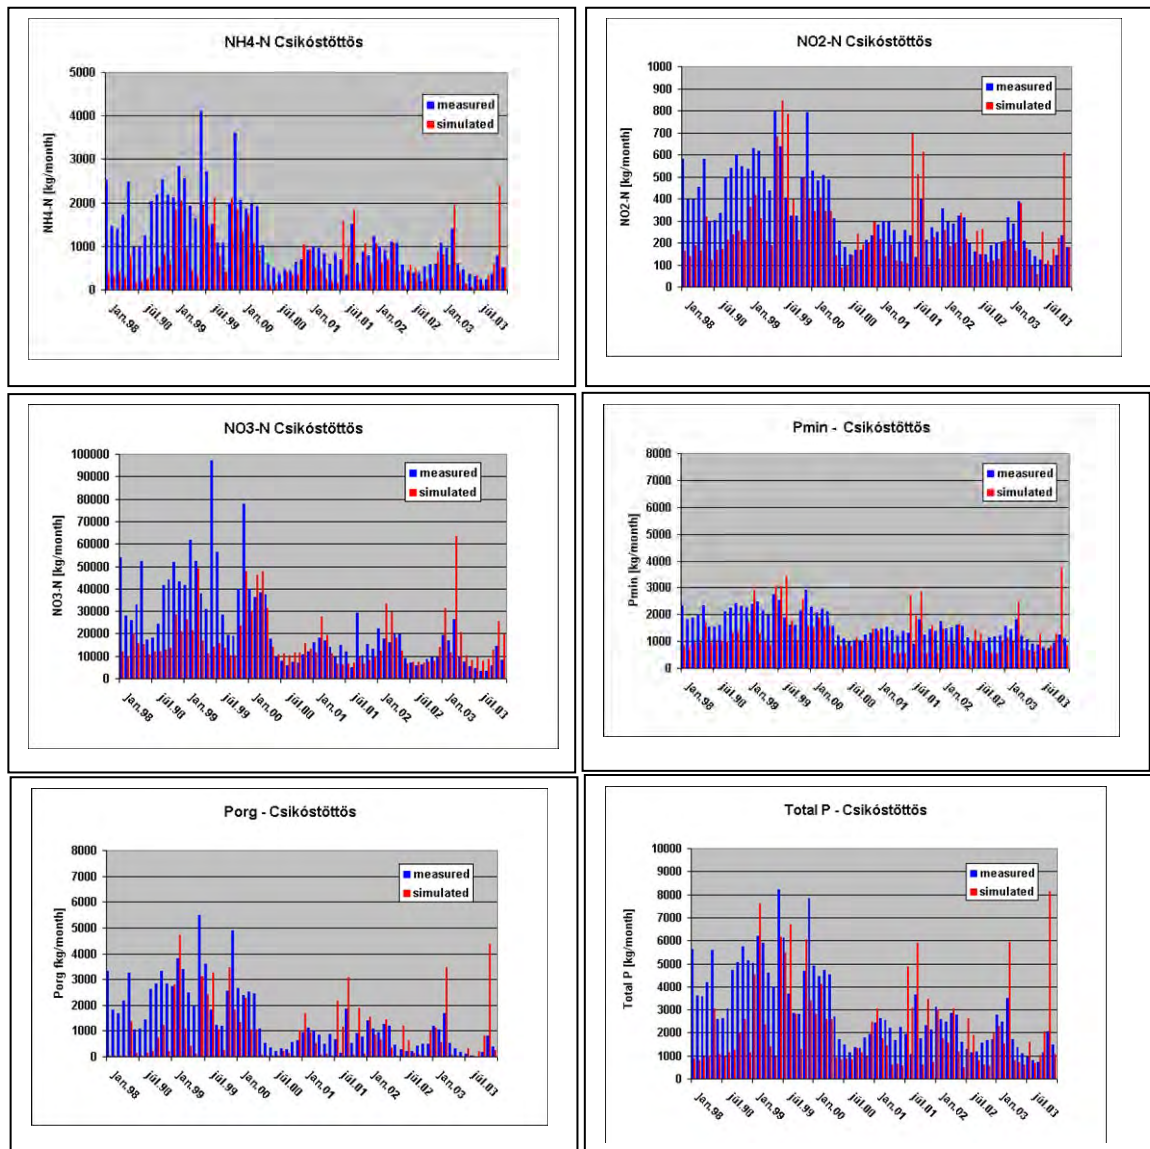 NH4-N Csikóstöttös
NH4-N [kg/month]
5000
4000
3000
2000
1000
0
measured
simulated
jan.98
júl.98
jan.99
júl.99
jan.00
júl.00
jan.01
júl.01
jan.02
júl.02
jan.03
júl.03
NO2-N Csikóstöttös
NO2-N [kg/month]
1000
900
800
700
600
500
400
300
200
100
0
measured
simulated
jan.98
júl.98
jan.99
júl.99
jan.00
júl.00
jan.01
júl.01
jan.02
júl.02
jan.03
júl.03
NO3-N Csikóstöttös
NO3-N [kg/month]
100000
90000
80000
70000
60000
50000
40000
30000
20000
10000
0
measured
simulated
jan.98
júl.98
jan.99
júl.99
jan.00
júl.00
jan.01
júl.01
jan.02
júl.02
jan.03
júl.03
Pmin - Csikóstöttös
Pmin [kg/month]
8000
7000
6000
5000
4000
3000
2000
1000
0
measured
simulated
jan.98
júl.98
jan.99
júl.99
jan.00
júl.00
jan.01
júl.01
jan.02
júl.02
jan.03
júl.03
Porg - Csikóstöttös
Porg [kg/month]
8000
7000
6000
5000
4000
3000
2000
1000
0
measured
simulated
jan.98
júl.98
jan.99
júl.99
jan.00
júl.00
jan.01
júl.01
jan.02
júl.02
jan.03
júl.03
Total P - Csikóstöttös
Total P [kg/month]
10000
9000
8000
7000
6000
5000
4000
3000
2000
1000
0
measured
simulated
jan.98
júl.98
jan.99
júl.99
jan.00
júl.00
jan.01
júl.01
jan.02
júl.02
jan.03
júl.03